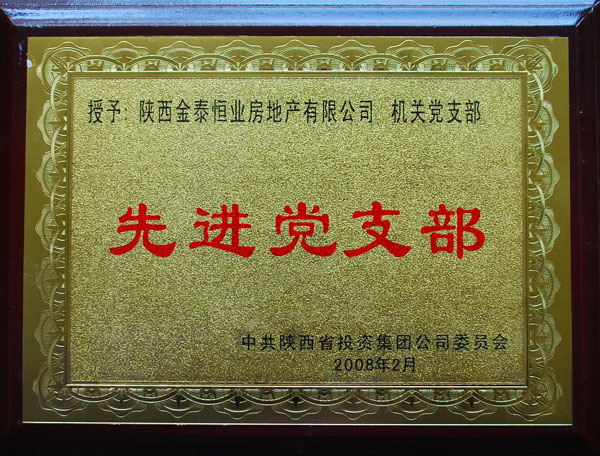 授予：陕西金泰恒业房地产有限公司 机关党支部
先进党支部
中共陕西省投资集团公司委员会
2008年2月